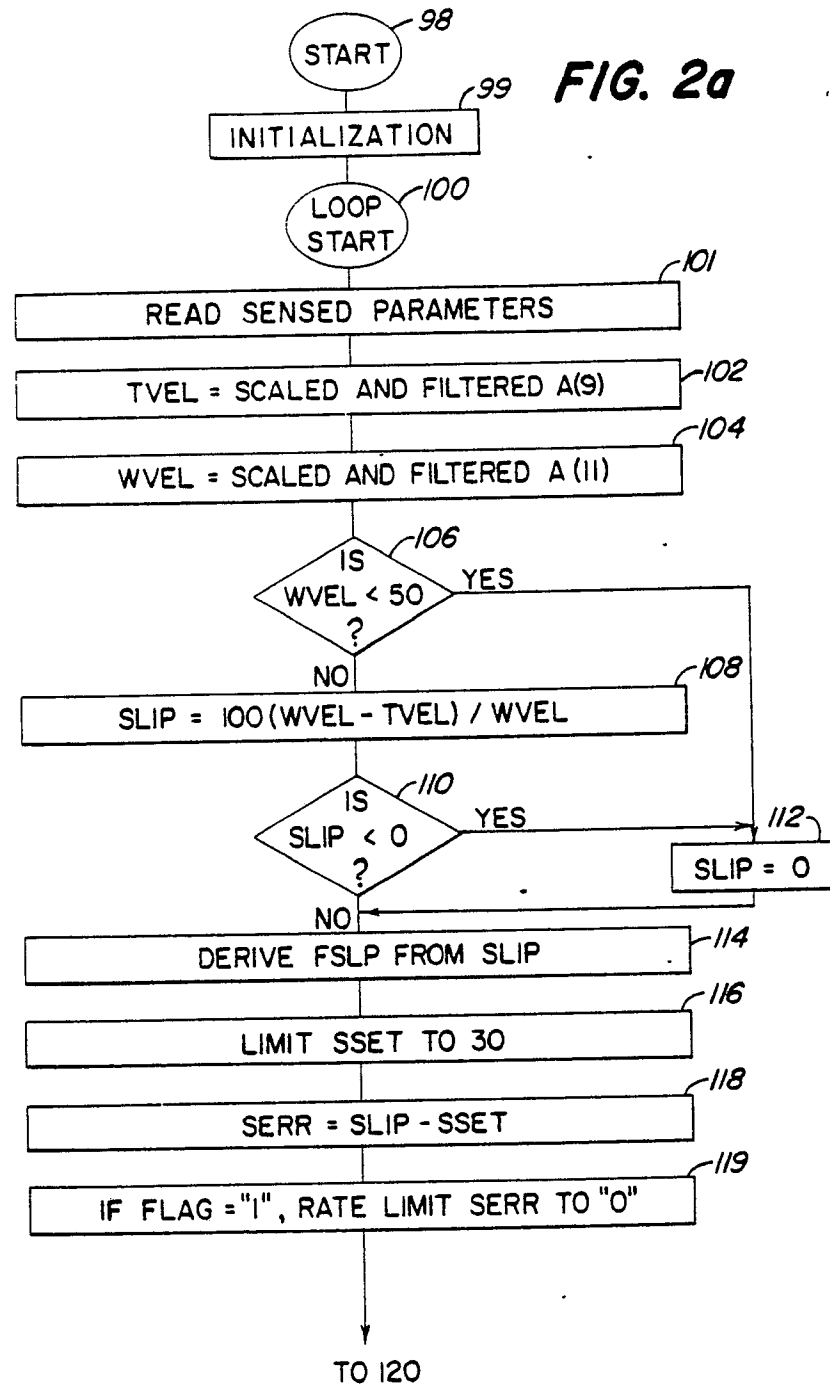 98
START
FIG. 2a
99
INITIALIZATION
100
LOOP
START
101
READ SENSED PARAMETERS
102
TVEL = SCALED AND FILTERED A(9)
104
WVEL = SCALED AND FILTERED A (11)
106
IS
WVEL < 50
?
YES
NO
108
SLIP = 100 (WVEL - TVEL) / WVEL
110
IS
SLIP < 0
?
YES
112
SLIP = 0
NO
114
DERIVE FSLP FROM SLIP
116
LIMIT SSET TO 30
118
SERR = SLIP - SSET
119
IF FLAG = "1", RATE LIMIT SERR TO "0"
TO 120